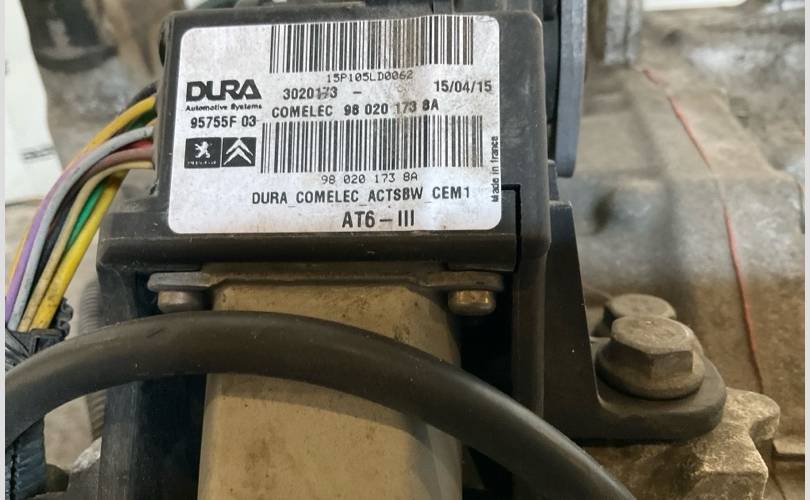 15P105LD0062
DURA
Automotive Systems
3020173 - 15/04/15
95755F 03
COMELEC 98 020 173 8A
98 020 173 8A
DURA_COMELEC_ACTSBW_CEM1
AT6-III
Made in france